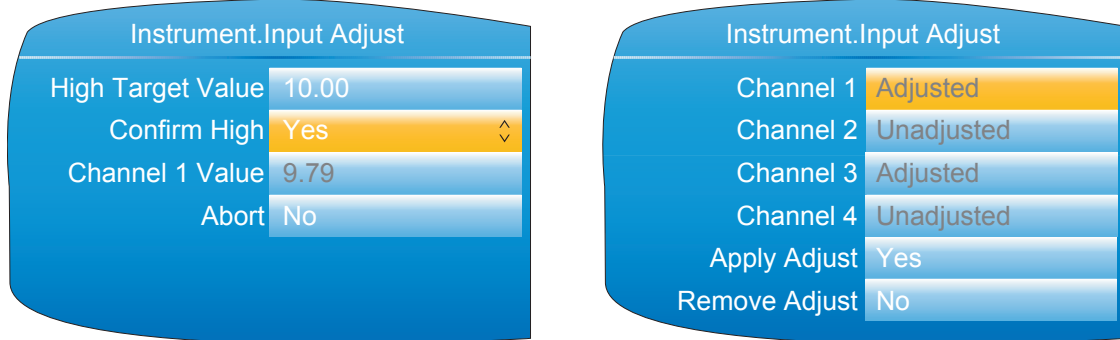 Instrument.Input Adjust
High Target Value 10.00
Confirm High Yes
Channel 1 Value 9.79
Abort No
Instrument.Input Adjust
Channel 1 Adjusted
Channel 2 Unadjusted
Channel 3 Adjusted
Channel 4 Unadjusted
Apply Adjust Yes
Remove Adjust No